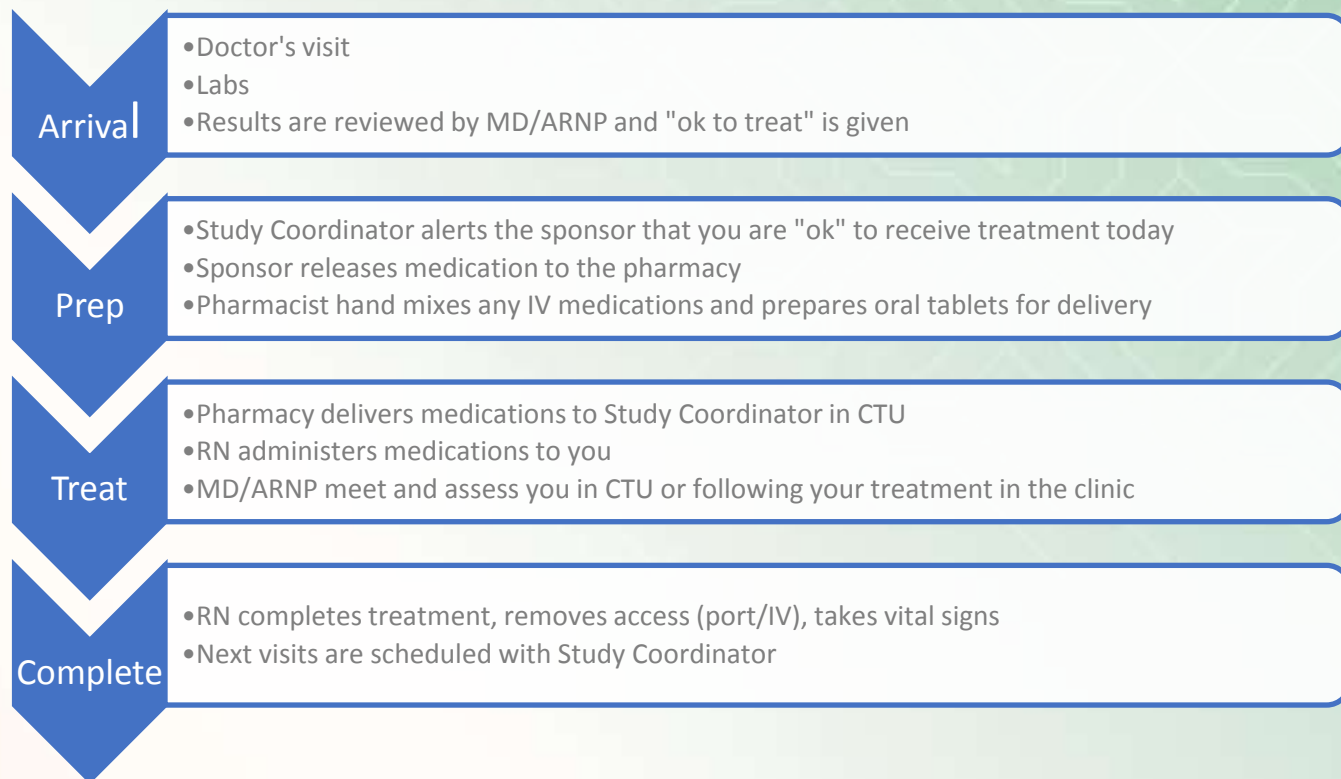 Arrival
•Doctor's visit
•Labs
•Results are reviewed by MD/ARNP and "ok to treat" is given
Prep
•Study Coordinator alerts the sponsor that you are "ok" to receive treatment today
•Sponsor releases medication to the pharmacy
•Pharmacist hand mixes any IV medications and prepares oral tablets for delivery
Treat
•Pharmacy delivers medications to Study Coordinator in CTU
•RN administers medications to you
•MD/ARNP meet and assess you in CTU or following your treatment in the clinic
Complete
•RN completes treatment, removes access (port/IV), takes vital signs
•Next visits are scheduled with Study Coordinator